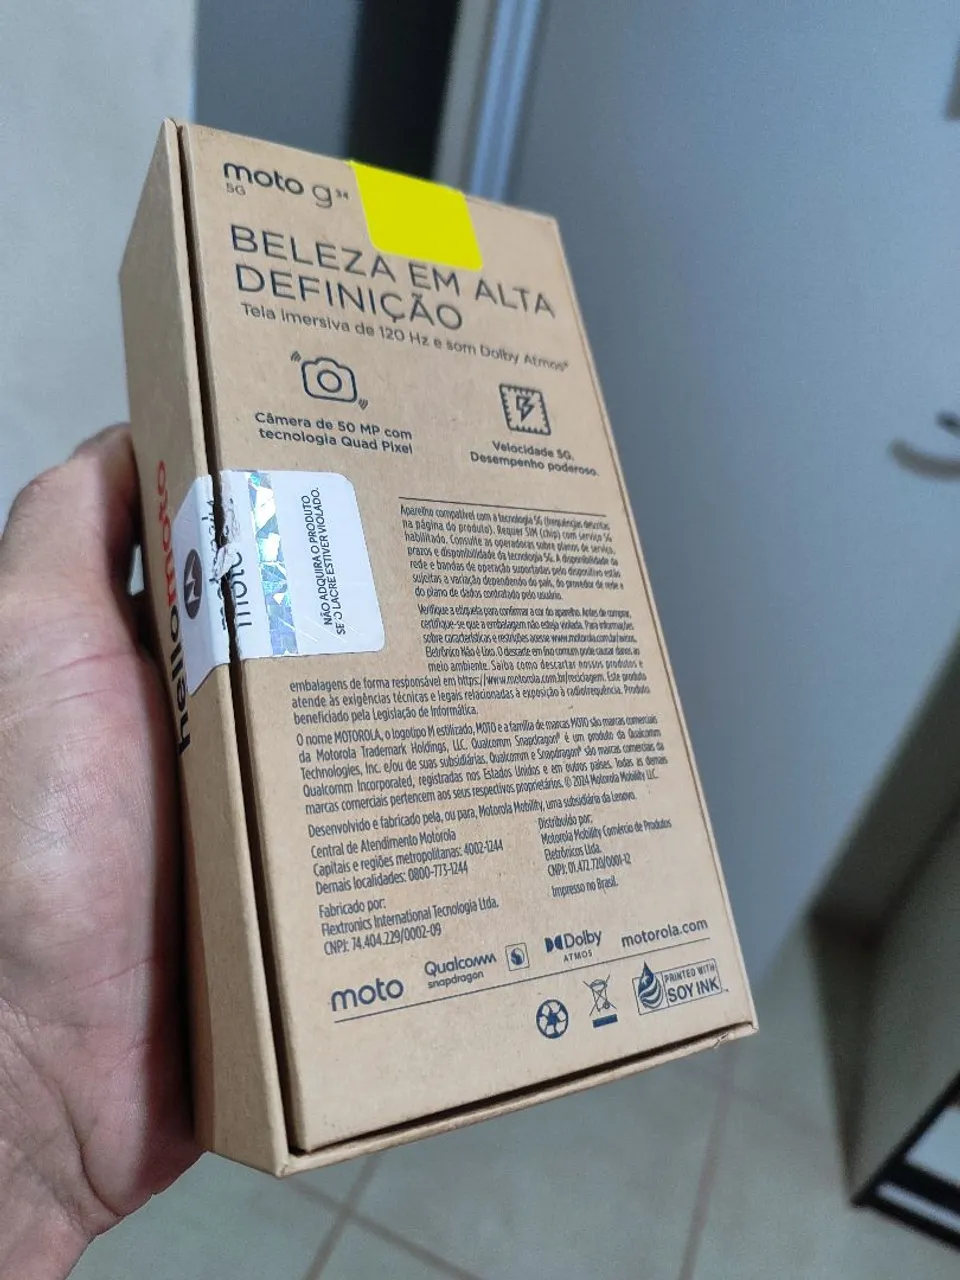 moto g34
5G
BELEZA EM ALTA
DEFINIÇÃO
Tela imersiva de 120 Hz e som Dolby Atmos®
Câmera de 50 MP com
tecnologia Quad Pixel
Velocidade 5G.
Desempenho poderoso.
hellomoto
moto
NÃO ADQUIRA O PRODUTO
SE O LACRE ESTIVER VIOLADO.
Aparelho compatível com a tecnologia 5G (frequências descritas
na página do produto). Requer SIM (chip) com serviço 5G
habilitado. Consulte as operadoras sobre planos de serviço,
prazos e disponibilidade da tecnologia 5G. A disponibilidade da
rede e bandas de operação suportadas pelo dispositivo estão
sujeitas a variação dependendo do país, do provedor de rede e
do plano de dados contratado pelo usuário.
Verifique a etiqueta para confirmar a cor do aparelho. Antes de comprar,
certifique-se que a embalagem não esteja violada. Para informações
sobre características e restrições acesse www.motorola.com.br/avisos.
Eletrônico Não é Lixo. O descarte em lixo comum pode causar danos ao
meio ambiente. Saiba como descartar nossos produtos e
embalagens de forma responsável em https://www.motorola.com.br/reciclagem. Este produto
atende às exigências técnicas e legais relacionadas à exposição à radiofrequência. Produto
beneficiado pela Legislação de Informática.
O nome MOTOROLA, o logotipo M estilizado, MOTO e a família de marcas MOTO são marcas comerciais
da Motorola Trademark Holdings, LLC. Qualcomm Snapdragon® é um produto da Qualcomm
Technologies, Inc. e/ou de suas subsidiárias. Qualcomm e Snapdragon® são marcas comerciais da
Qualcomm Incorporated, registradas nos Estados Unidos e em outros países. Todas as demais
marcas comerciais pertencem aos seus respectivos proprietários. © 2024 Motorola Mobility LLC.
Desenvolvido e fabricado pela, ou para, Motorola Mobility, uma subsidiária da Lenovo.
Central de Atendimento Motorola
Capitais e regiões metropolitanas: 4002-1244
Demais localidades: 0800-773-1244
Fabricado por:
Flextronics International Tecnologia Ltda.
CNPJ: 74.404.229/0002-09
Distribuído por:
Motorola Mobility Comércio de Produtos
Eletrônicos Ltda.
CNPJ: 01.472.720/0001-12
Impresso no Brasil.
moto
Qualcomm
snapdragon
Dolby
ATMOS
motorola.com
PRINTED WITH
SOY INK™